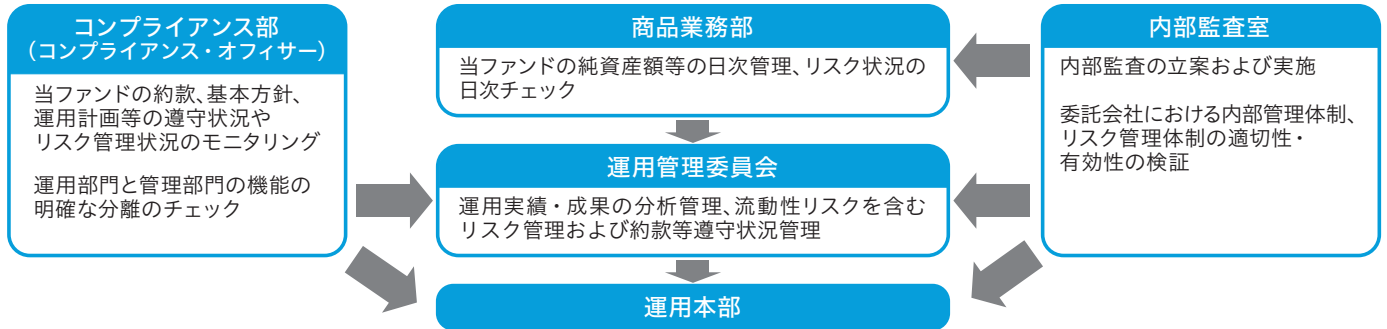 コンプライアンス部
（コンプライアンス・オフィサー）
当ファンドの約款、基本方針、
運用計画等の遵守状況や
リスク管理状況のモニタリング
運用部門と管理部門の機能の
明確な分離のチェック
商品業務部
当ファンドの純資産額等の日次管理、リスク状況の
日次チェック
運用管理委員会
運用実績・成果の分析管理、流動性リスクを含む
リスク管理および約款等遵守状況管理
運用本部
内部監査室
内部監査の立案および実施
委託会社における内部管理体制、
リスク管理体制の適切性・
有効性の検証